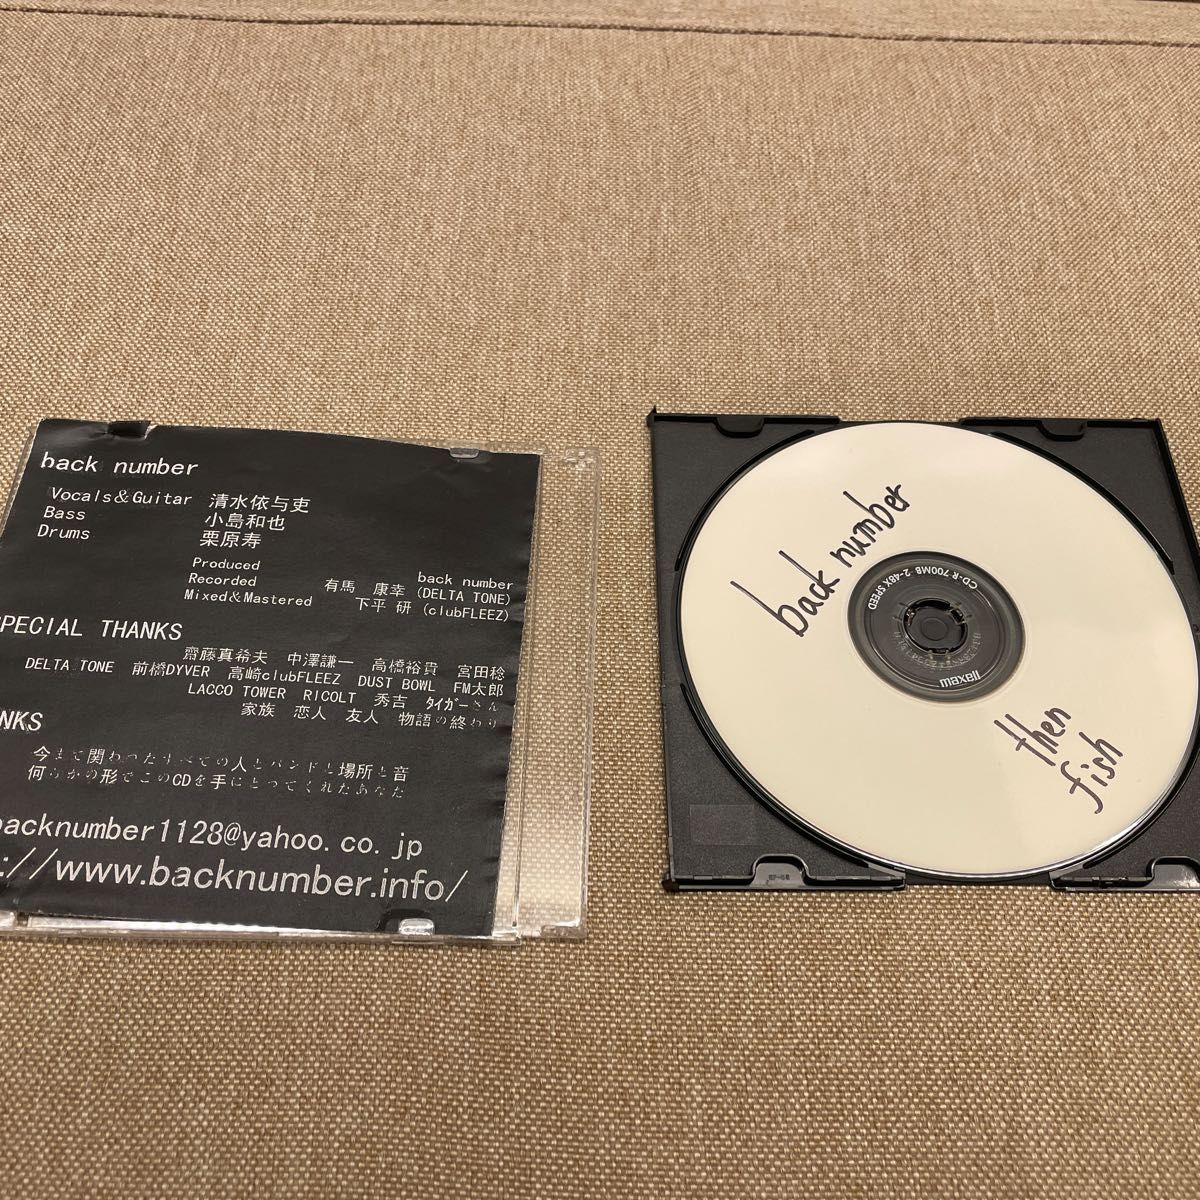 back number
Vocals&Guitar 清水依与吏
Bass 小島和也
Drums 栗原寿
Produced back number
Recorded 有馬 康幸 (DELTA TONE)
Mixed&Mastered 下平 研 (clubFLEEZ)
SPECIAL THANKS
齋藤真希夫 中澤謙一 高橋裕貴 宮田稔
DELTA TONE 前橋DYVER 高崎clubFLEEZ DUST BOWL FM太郎
LACCO TOWER RICOLT 秀吉 タイガーさん
家族 恋人 友人 物語の終わり
NKS
今まで関わったすべての人とバンドと場所と音
何らかの形でこのCDを手にとってくれたあなた
backnumber1128@yahoo.co.jp
://www.backnumber.info/
back number
CD-R 700MB 2-48X SPEED
maxell
then
fish